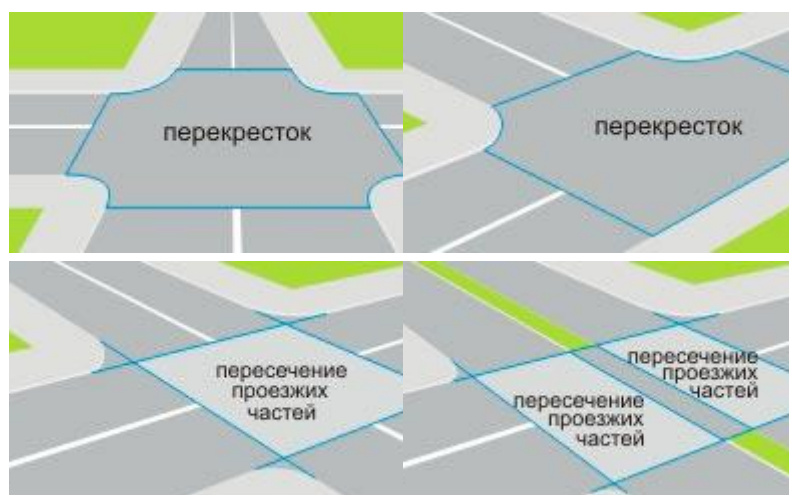 перекресток
перекресток
пересечение
проезжих
частей
пересечение
проезжих
частей
пересечение
проезжих
частей